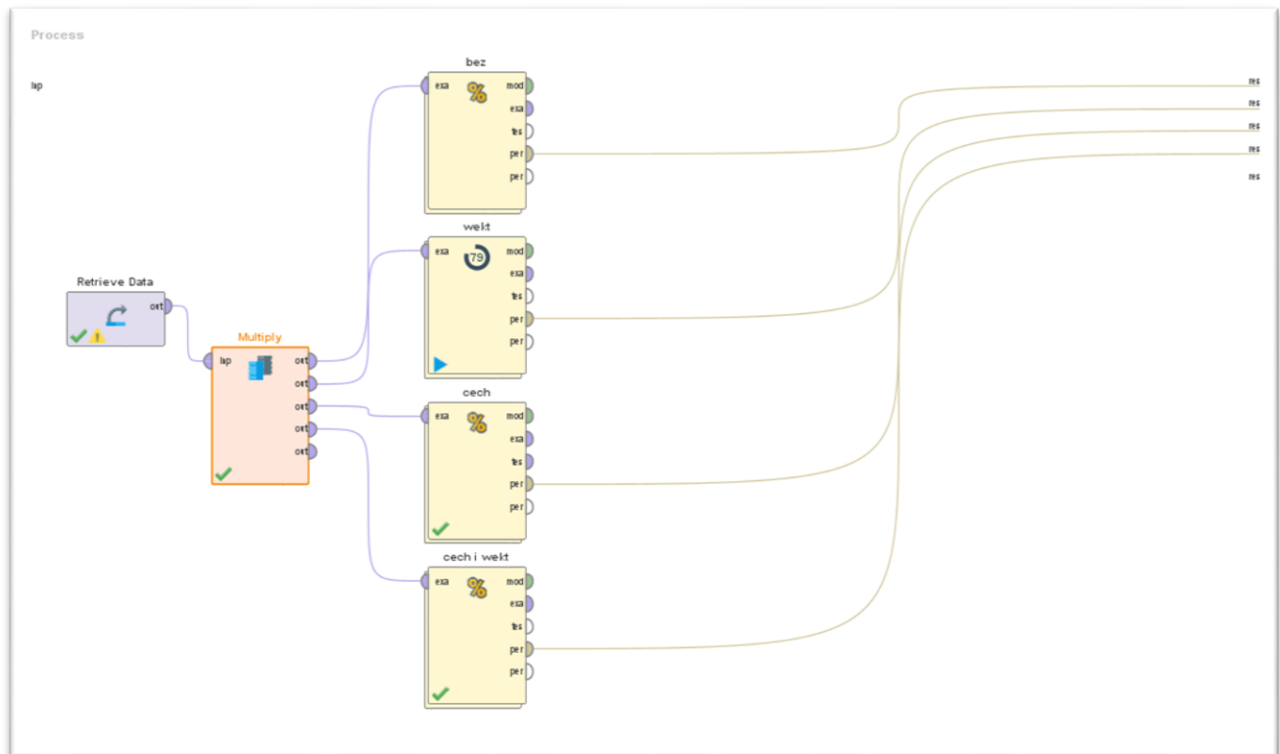 Process
inp
bez
exa
mod
exa
tes
per
per
res
res
res
res
res
wekt
exa
79
mod
exa
tes
per
per
Retrieve Data
out
Multiply
inp
out
out
out
out
out
cech
exa
mod
exa
tes
per
per
cech i wekt
exa
mod
exa
tes
per
per